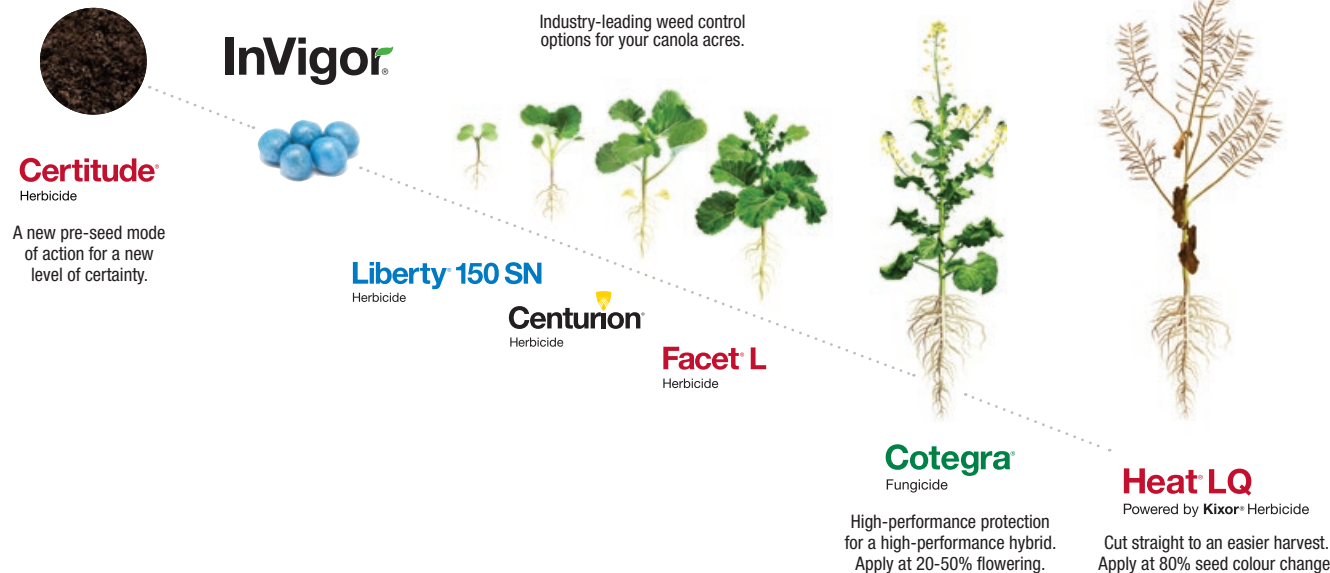 InVigor®
Industry-leading weed control
options for your canola acres.
Certitude®
Herbicide
A new pre-seed mode
of action for a new
level of certainty.
Liberty® 150 SN
Herbicide
Centurion®
Herbicide
Facet® L
Herbicide
Cotegra®
Fungicide
High-performance protection
for a high-performance hybrid.
Apply at 20-50% flowering.
Heat® LQ
Powered by Kixor® Herbicide
Cut straight to an easier harvest.
Apply at 80% seed colour change